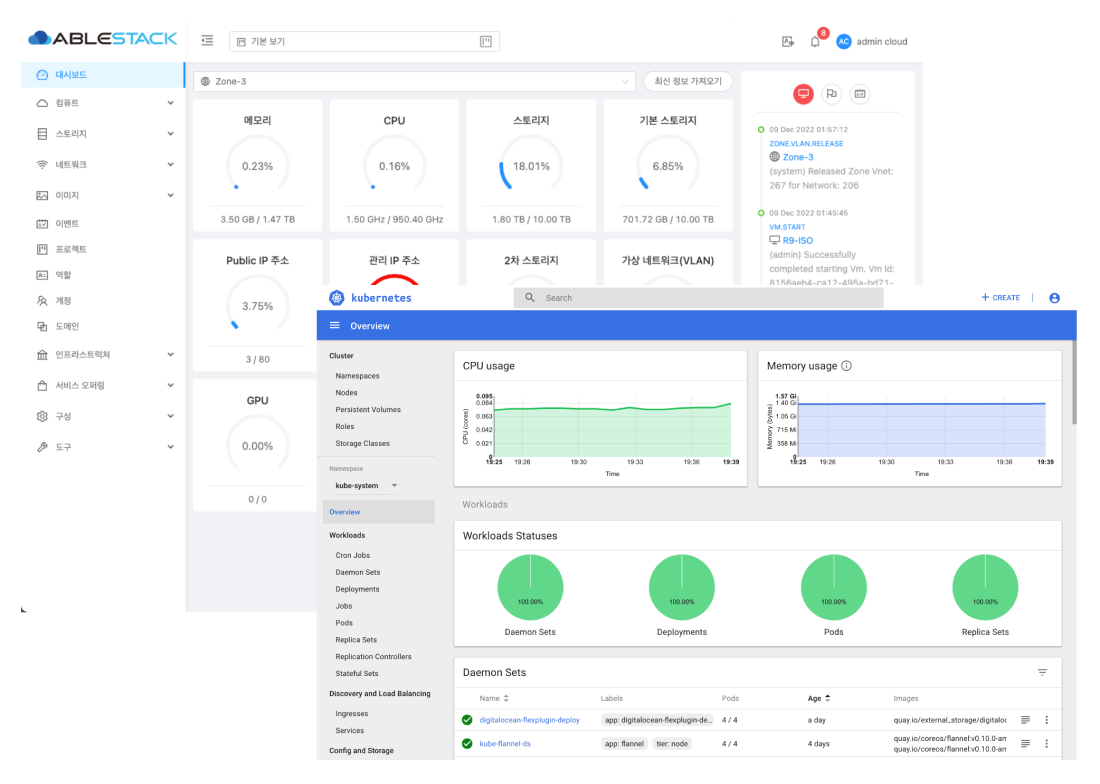 ABLESTACK
기본 보기
8
AC admin cloud
대시보드
컴퓨트
스토리지
네트워크
이미지
이벤트
프로젝트
역할
계정
도메인
인프라스트럭쳐
서비스 오퍼링
구성
도구
Zone-3
최신 정보 가져오기
메모리
0.23%
3.50 GB / 1.47 TB
CPU
0.16%
1.50 GHz / 950.40 GHz
스토리지
18.01%
1.80 TB / 10.00 TB
기본 스토리지
6.85%
701.72 GB / 10.00 TB
Public IP 주소
3.75%
3 / 80
관리 IP 주소
2차 스토리지
가상 네트워크(VLAN)
GPU
0.00%
0 / 0
09 Dec 2022 01:57:12
ZONE.VLAN.RELEASE
Zone-3
(system) Released Zone Vnet:
267 for Network: 206
09 Dec 2022 01:45:45
VM.START
R9-ISO
(admin) Successfully
completed starting Vm. Vm Id:
8156aeb4-ca12-495a-bd71-
kubernetes
Search
+ CREATE
Overview
Cluster
Namespaces
Nodes
Persistent Volumes
Roles
Storage Classes
Namespace
kube-system
Overview
Workloads
Cron Jobs
Daemon Sets
Deployments
Jobs
Pods
Replica Sets
Replication Controllers
Stateful Sets
Discovery and Load Balancing
Ingresses
Services
Config and Storage
CPU usage
CPU (cores)
0.095
0.084
0.063
0.042
0.021
0
19:25 19:26 19:30 19:33 19:36 19:39
Time
Memory usage
Memory (bytes)
1.57 Gi
1.40 Gi
1.05 Gi
715 Mi
358 Mi
0
19:25 19:26 19:30 19:33 19:36 19:39
Time
Workloads
Workloads Statuses
100.00% 100.00% 100.00% 100.00%
Daemon Sets Deployments Pods Replica Sets
Daemon Sets
Name Labels Pods Age Images
digitalocean-flexplugin-deploy app: digitalocean-flexplugin-de... 4 / 4 a day quay.io/external_storage/digitaloc
kube-flannel-ds app: flannel tier: node 4 / 4 4 days quay.io/coreos/flannel:v0.10.0-am
quay.io/coreos/flannel:v0.10.0-am